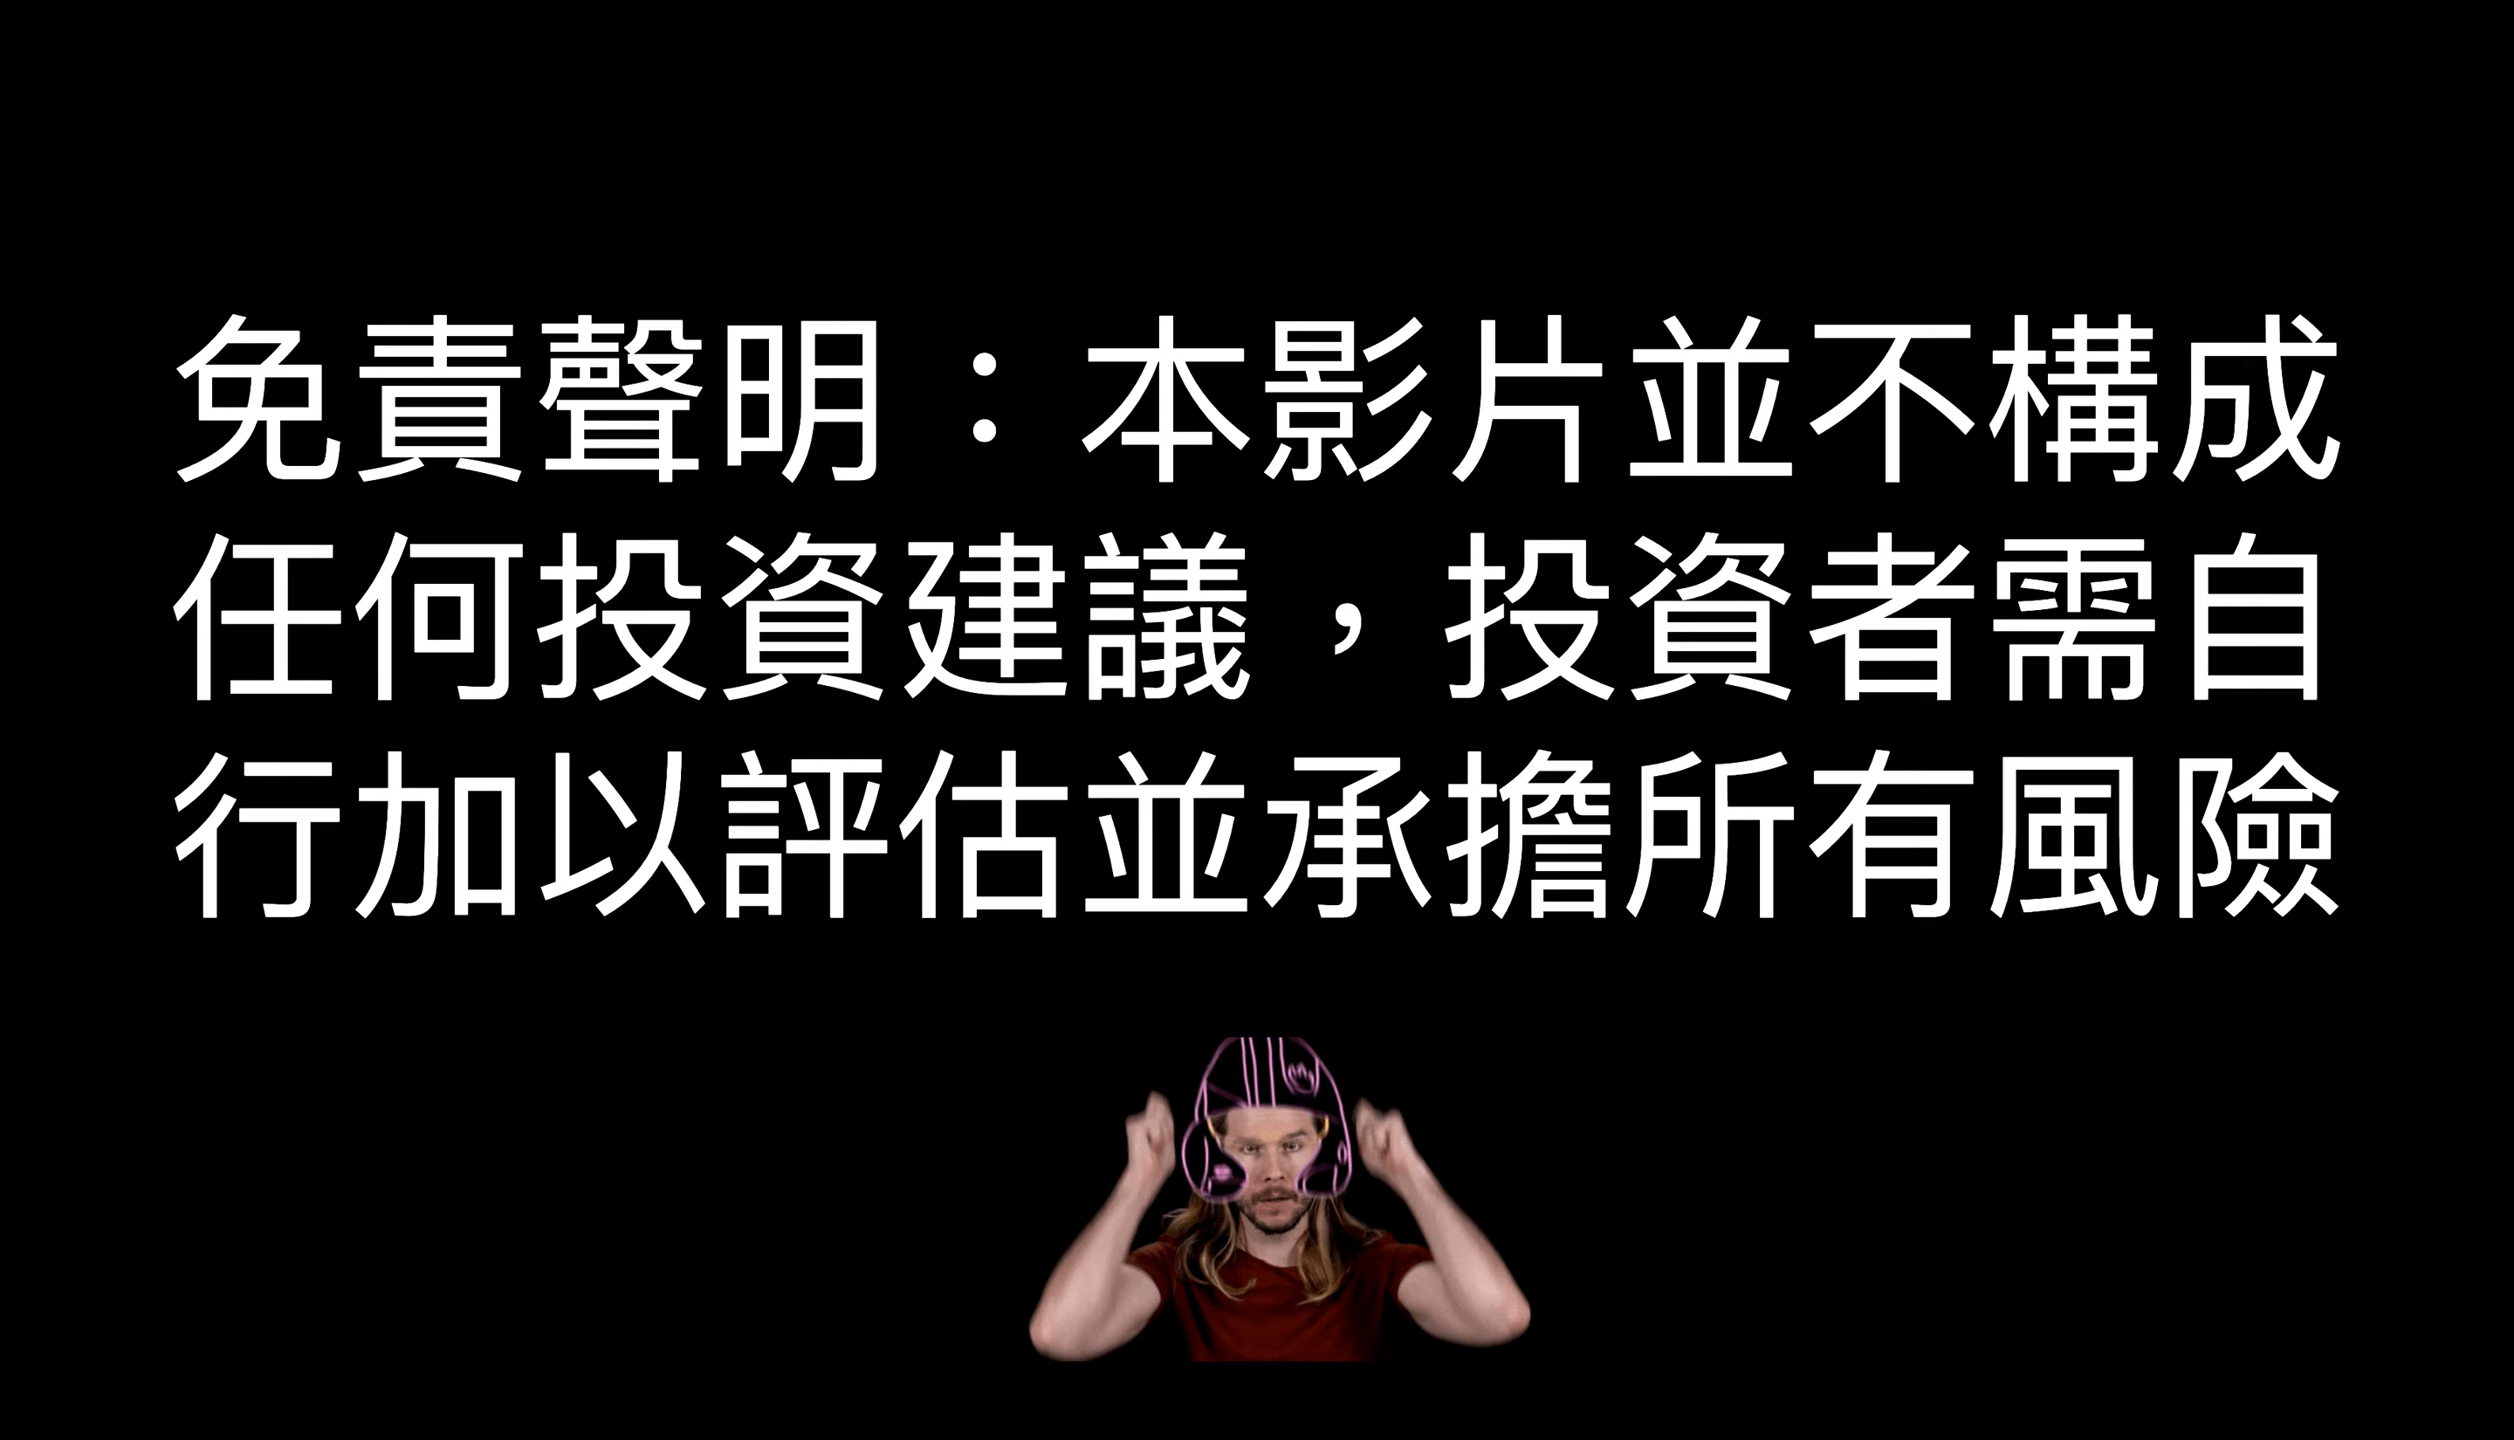 免責聲明：本影片並不構成
任何投資建議，投資者需自
行加以評估並承擔所有風險